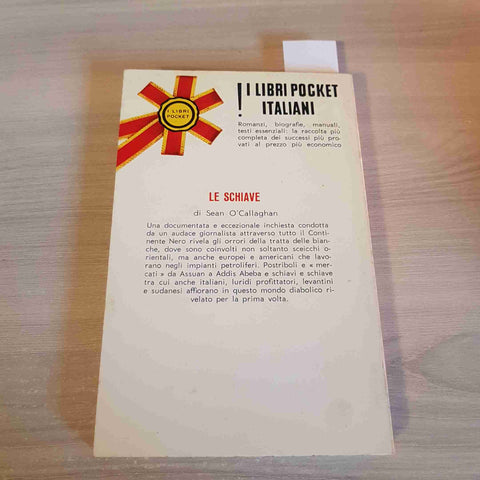 I LIBRI
POCKET
! I LIBRI POCKET
ITALIANI
Romanzi, biografie, manuali,
testi essenziali: la raccolta più
completa dei successi più pro-
vati al prezzo più economico
LE SCHIAVE
di Sean O'Callaghan
Una documentata e eccezionale inchiesta condotta
da un audace giornalista attraverso tutto il Conti-
nente Nero rivela gli orrori della tratta delle bian-
che, dove sono coinvolti non soltanto sceicchi o-
rientali, ma anche europei e americani che lavo-
rano negli impianti petroliferi. Postriboli e « mer-
cati » da Assuan a Addis Abeba e schiavi e schiave
tra cui anche italiani, luridi profittatori, levantini
e sudanesi affiorano in questo mondo diabolico ri-
velato per la prima volta.